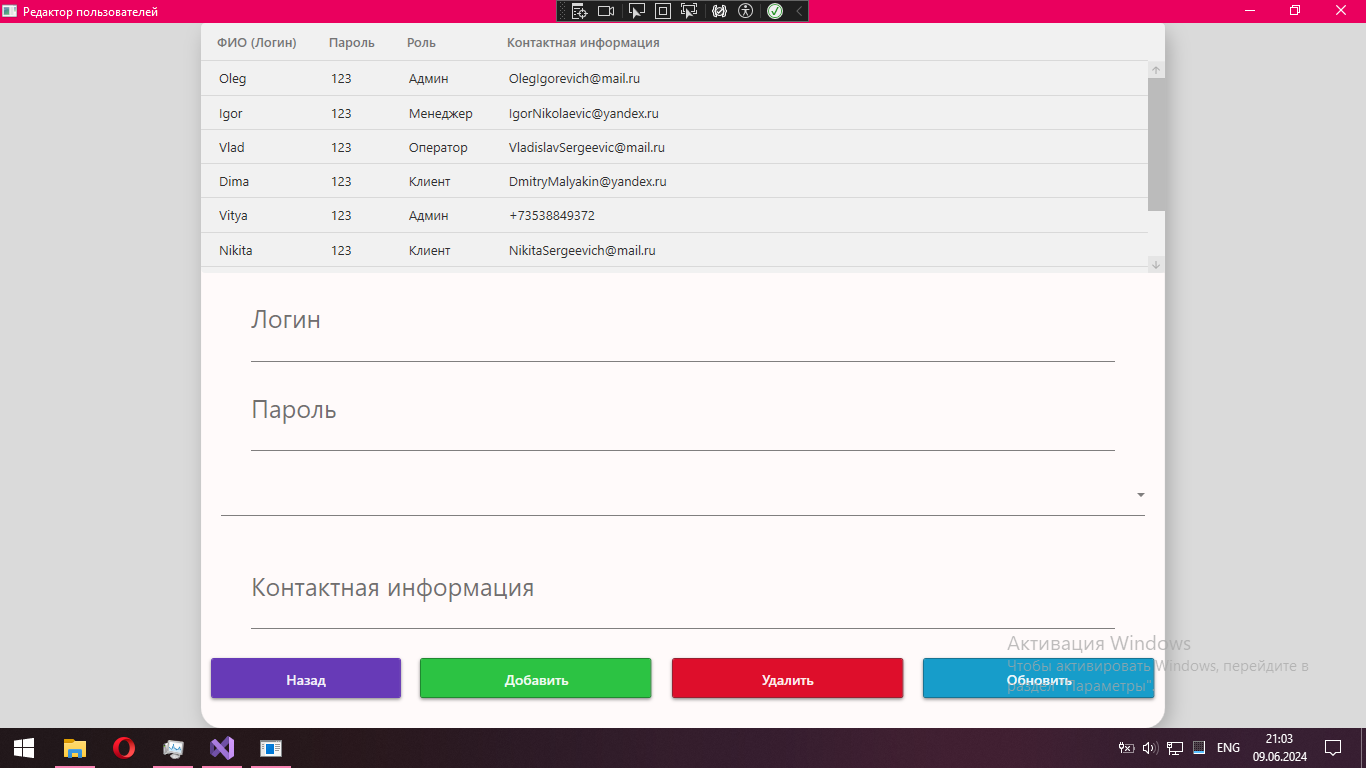 Редактор пользователей
ФИО (Логин) Пароль Роль Контактная информация
Oleg 123 Админ OlegIgorevich@mail.ru
Igor 123 Менеджер IgorNikolaevic@yandex.ru
Vlad 123 Оператор VladislavSergeevic@mail.ru
Dima 123 Клиент DmitryMalyakin@yandex.ru
Vitya 123 Админ +73538849372
Nikita 123 Клиент NikitaSergeevich@mail.ru
Логин
Пароль
Контактная информация
Назад Добавить Удалить Обновить
Активация Windows
Чтобы активировать Windows, перейдите в
раздел "Параметры".
ENG 21:03
09.06.2024